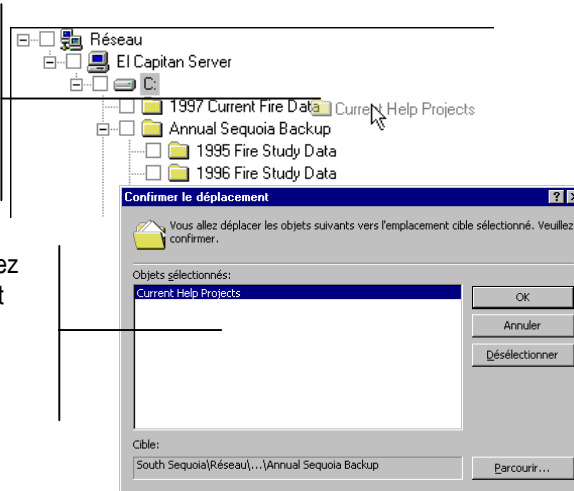 Réseau
El Capitan Server
C:
1997 Current Fire Data Current Help Projects
Annual Sequoia Backup
1995 Fire Study Data
1996 Fire Study Data
Confirmer le déplacement
Vous allez déplacer les objets suivants vers l'emplacement cible sélectionné. Veuillez
confirmer.
ez
t
Objets sélectionnés:
Current Help Projects
OK
Annuler
Désélectionner
Cible:
South Sequoia\Réseau\...\Annual Sequoia Backup
Parcourir...